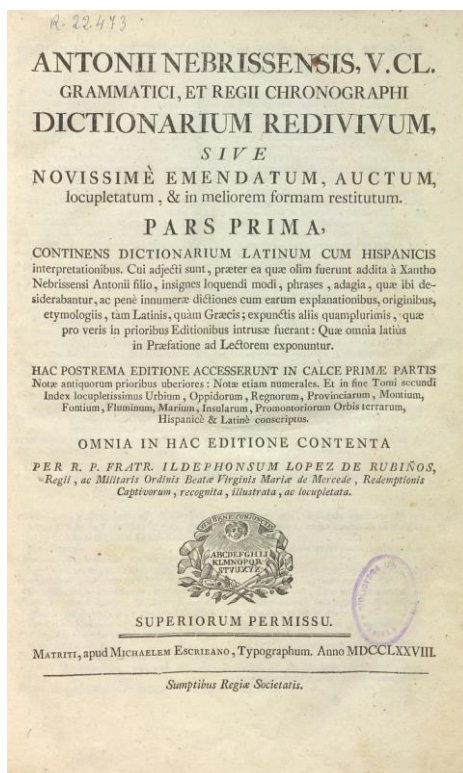 R. 22.473
ANTONII NEBRISSENSIS, V. CL.
GRAMMATICI, ET REGII CHRONOGRAPHI
DICTIONARIUM REDIVIVUM,
SIVE
NOVISSIMÈ EMENDATUM, AUCTUM,
locupletatum, & in meliorem formam restitutum.
PARS PRIMA,
CONTINENS DICTIONARIUM LATINUM CUM HISPANICIS
interpretationibus. Cui adjecti sunt, præter ea quæ olim fuerunt addita à Xantho
Nebrissensi Antonii filio, insignes loquendi modi, phrases, adagia, quæ ibi de-
siderabantur, ac penè innumeræ dictiones cum earum explanationibus, originibus,
etymologiis, tàm Latinis, quàm Græcis; expunctis aliis quamplurimis, quæ
pro veris in prioribus Editionibus intrusæ fuerant: Quæ omnia latiùs
in Præfatione ad Lectorem exponuntur.
HAC POSTREMA EDITIONE ACCESSERUNT IN CALCE PRIMÆ PARTIS
Notæ antiquorum prioribus uberiores: Notæ etiam numerales. Et in fine Tomi secundi
Index locupletissimus Urbium, Oppidorum, Regnorum, Provinciarum, Montium,
Fontium, Fluminum, Marium, Insularum, Promontoriorum Orbis terrarum,
Hispanicè & Latinè conscriptus.
OMNIA IN HAC EDITIONE CONTENTA
PER R. P. FRATR. ILDEPHONSUM LOPEZ DE RUBIÑOS,
Regii, ac Militaris Ordinis Beatæ Virginis Mariæ de Mercede, Redemptionis
Captivorum, recognita, illustrata, ac locupletata.
ABCDEFGHIJ
KLMNOPQR
STVUXYZ
SUPERIORUM PERMISSU.
MATRITI, apud MICHAELEM ESCRIBANO, Typographum. Anno MDCCLXXVIII.
Sumptibus Regiæ Societatis.